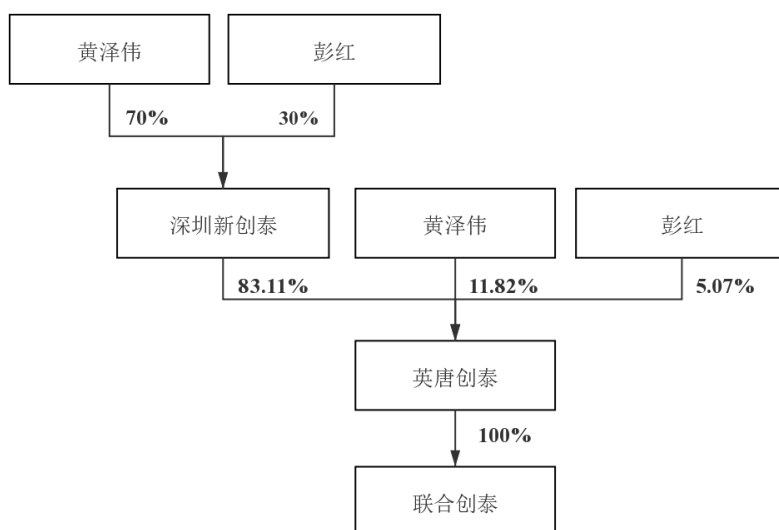 黄泽伟
彭红
70%
30%
深圳新创泰
黄泽伟
彭红
83.11%
11.82%
5.07%
英唐创泰
100%
联合创泰